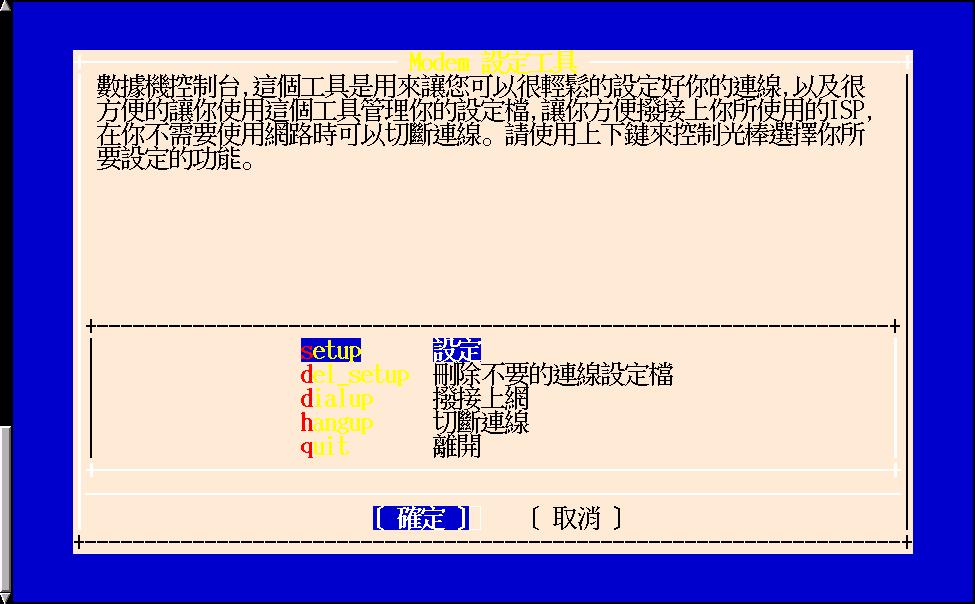 Modem 設定工具
數據機控制台,這個工具是用來讓您可以很輕鬆的設定好你的連線,以及很
方便的讓你使用這個工具管理你的設定檔,讓你方便撥接上你所使用的ISP,
在你不需要使用網路時可以切斷連線。請使用上下鍵來控制光棒選擇你所
要設定的功能。
setup 設定
del_setup 刪除不要的連線設定檔
dialup 撥接上網
hangup 切斷連線
quit 離開
[ 確定 ] [ 取消 ]